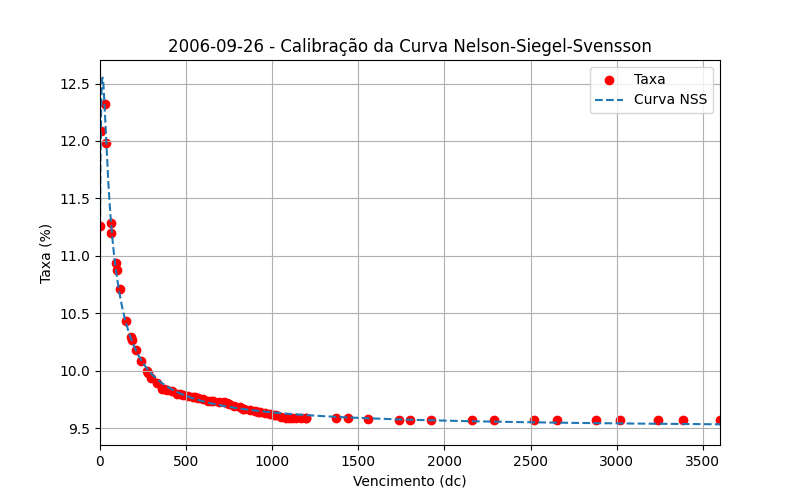 2006-09-26 - Calibração da Curva Nelson-Siegel-Svensson
Taxa
Curva NSS
12.5
12.0
11.5
11.0
10.5
10.0
9.5
Taxa (%)
0 500 1000 1500 2000 2500 3000 3500
Vencimento (dc)